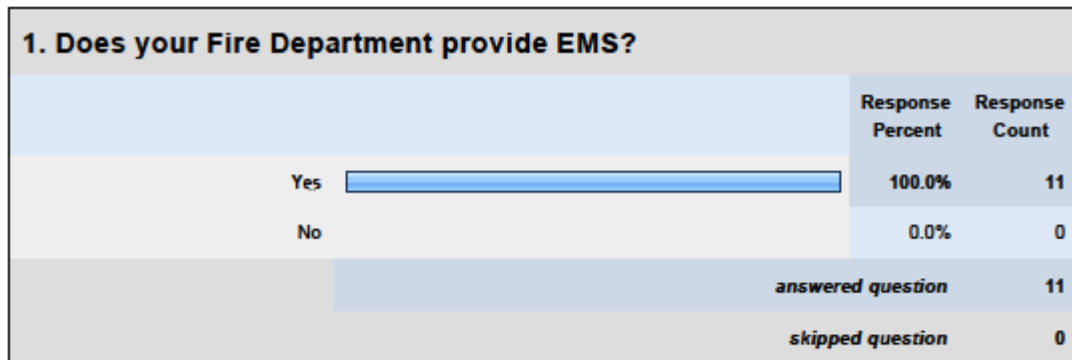 1. Does your Fire Department provide EMS?
Response Percent Response Count
Yes 100.0% 11
No 0.0% 0
answered question 11
skipped question 0